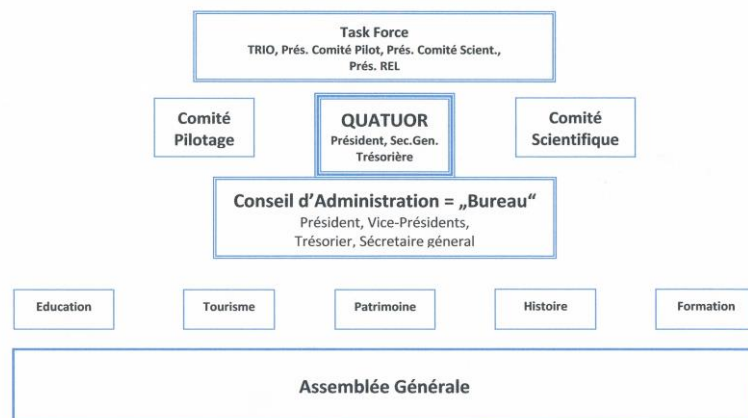 Task Force
TRIO, Prés. Comité Pilot, Prés. Comité Scient.,
Prés. REL
Comité
Pilotage
QUATUOR
Président, Sec.Gen.
Trésorière
Comité
Scientifique
Conseil d’Administration = „Bureau“
Président, Vice-Présidents,
Trésorier, Sécretaire géneral
Education
Tourisme
Patrimoine
Histoire
Formation
Assemblée Générale